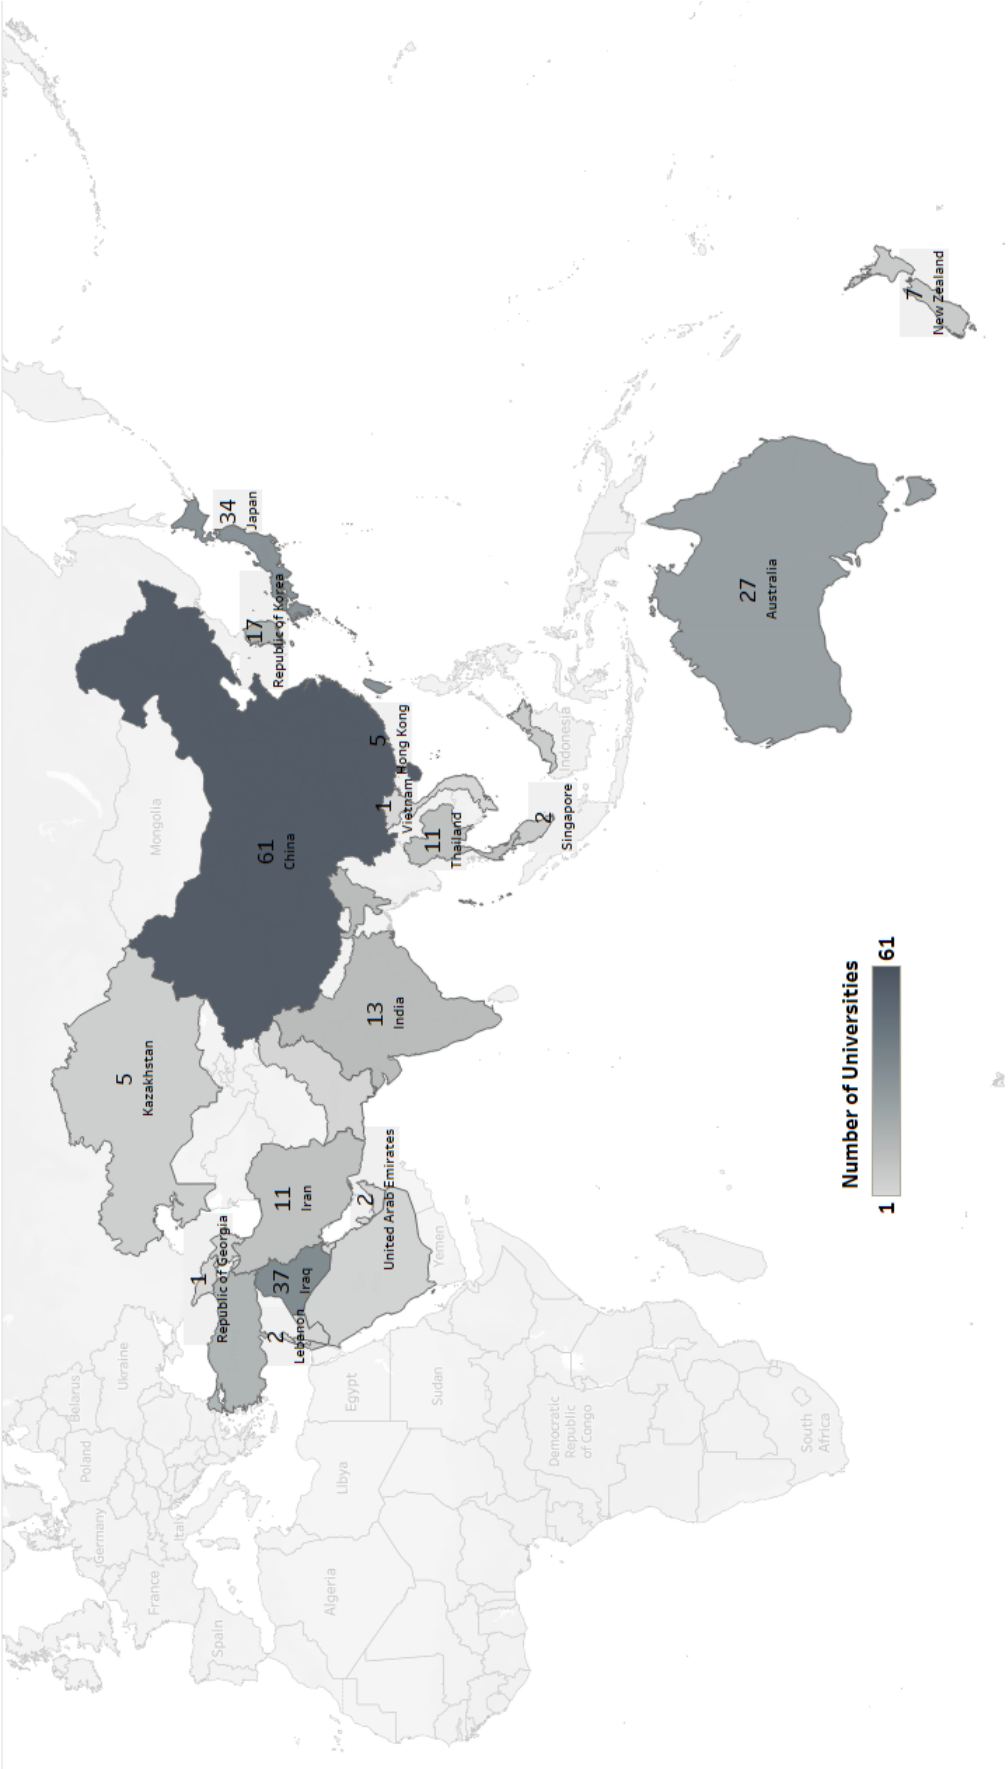 Belarus
Ukraine
Poland
Germany
France
Italy
Spain
Algeria
Libya
Egypt
Sudan
Democratic
Republic
of Congo
South
Africa
Yemen
Mongolia
Indonesia
5
Kazakhstan
1
Republic of Georgia
2
Lebanon
37
Iraq
11
Iran
2
United Arab Emirates
13
India
61
China
17
Republic of Korea
34
Japan
5
Hong Kong
1
Vietnam
11
Thailand
2
Singapore
27
Australia
7
New Zealand
Number of Universities
1
61